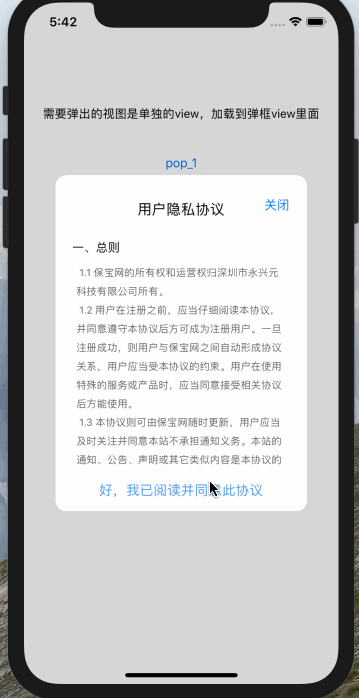 5:42
需要弹出的视图是单独的view，加载到弹框view里面
pop_1
用户隐私协议
关闭
一、总则
1.1 保宝网的所有权和运营权归深圳市永兴元
科技有限公司所有。
1.2 用户在注册之前，应当仔细阅读本协议，
并同意遵守本协议后方可成为注册用户。一旦
注册成功，则用户与保宝网之间自动形成协议
关系，用户应当受本协议的约束。用户在使用
特殊的服务或产品时，应当同意接受相关协议
后方能使用。
1.3 本协议则可由保宝网随时更新，用户应当
及时关注并同意本站不承担通知义务。本站的
通知、公告、声明或其它类似内容是本协议的
好，我已阅读并同意此协议